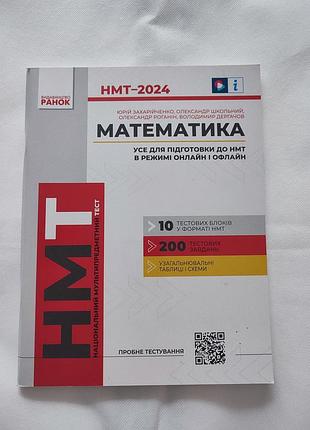 ВИДАВНИЦТВО
РАНОК
НМТ–2024
ЮРІЙ ЗАХАРІЙЧЕНКО, ОЛЕКСАНДР ШКОЛЬНИЙ,
ОЛЕКСАНДР РОГАНІН, ВОЛОДИМИР ДЕРГАЧОВ
МАТЕМАТИКА
УСЕ ДЛЯ ПІДГОТОВКИ ДО НМТ
В РЕЖИМІ ОНЛАЙН І ОФЛАЙН
10 ТЕСТОВИХ БЛОКІВ
У ФОРМАТІ НМТ
200 ТЕСТОВИХ
ЗАВДАНЬ
УЗАГАЛЬНЮВАЛЬНІ
ТАБЛИЦІ І СХЕМИ
НМТ
НАЦІОНАЛЬНИЙ МУЛЬТИПРЕДМЕТНИЙ ТЕСТ
ПРОБНЕ ТЕСТУВАННЯ